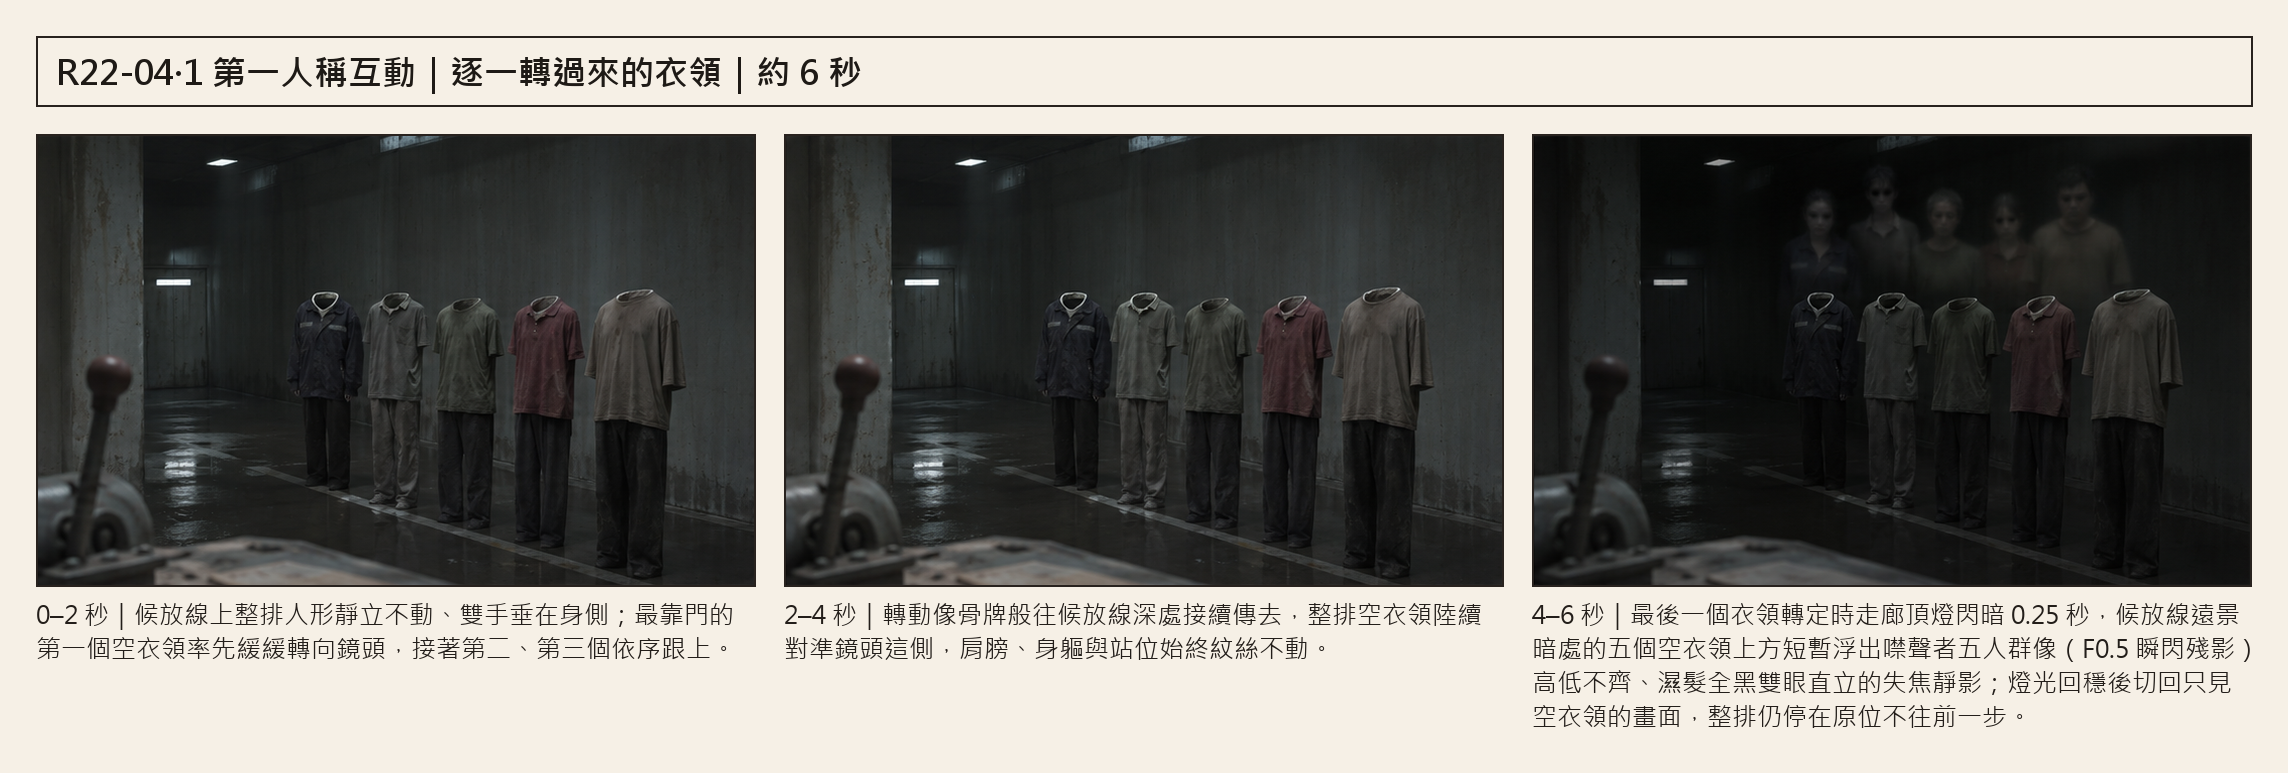 R22-04·1 第一人稱互動｜逐一轉過來的衣領｜約 6 秒
0–2 秒｜候放線上整排人形靜立不動、雙手垂在身側；最靠門的
第一個空衣領率先緩緩轉向鏡頭，接著第二、第三個依序跟上。
2–4 秒｜轉動像骨牌般往候放線深處接續傳去，整排空衣領陸續
對準鏡頭這側，肩膀、身軀與站位始終紋絲不動。
4–6 秒｜最後一個衣領轉定時走廊頂燈閃暗 0.25 秒，候放線遠景
暗處的五個空衣領上方短暫浮出噤聲者五人群像（F0.5 瞬閃殘影）
高低不齊、濕髮全黑雙眼直立的失焦靜影；燈光回穩後切回只見
空衣領的畫面，整排仍停在原位不往前一步。